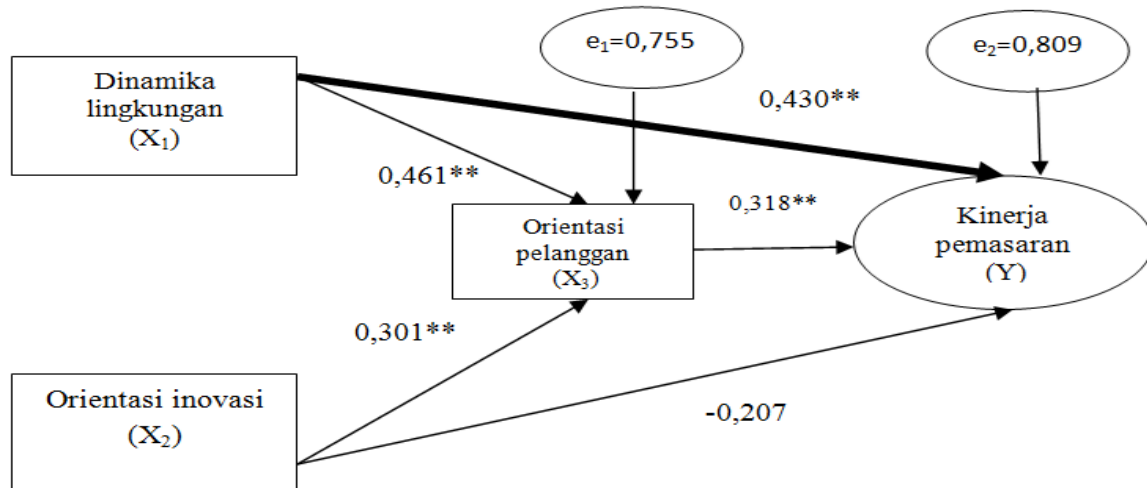 e₁=0,755
e₂=0,809
Dinamika
lingkungan
(X₁)
0,430**
0,461**
0,318**
Orientasi
pelanggan
(X₃)
Kinerja
pemasaran
(Y)
0,301**
Orientasi inovasi
(X₂)
-0,207